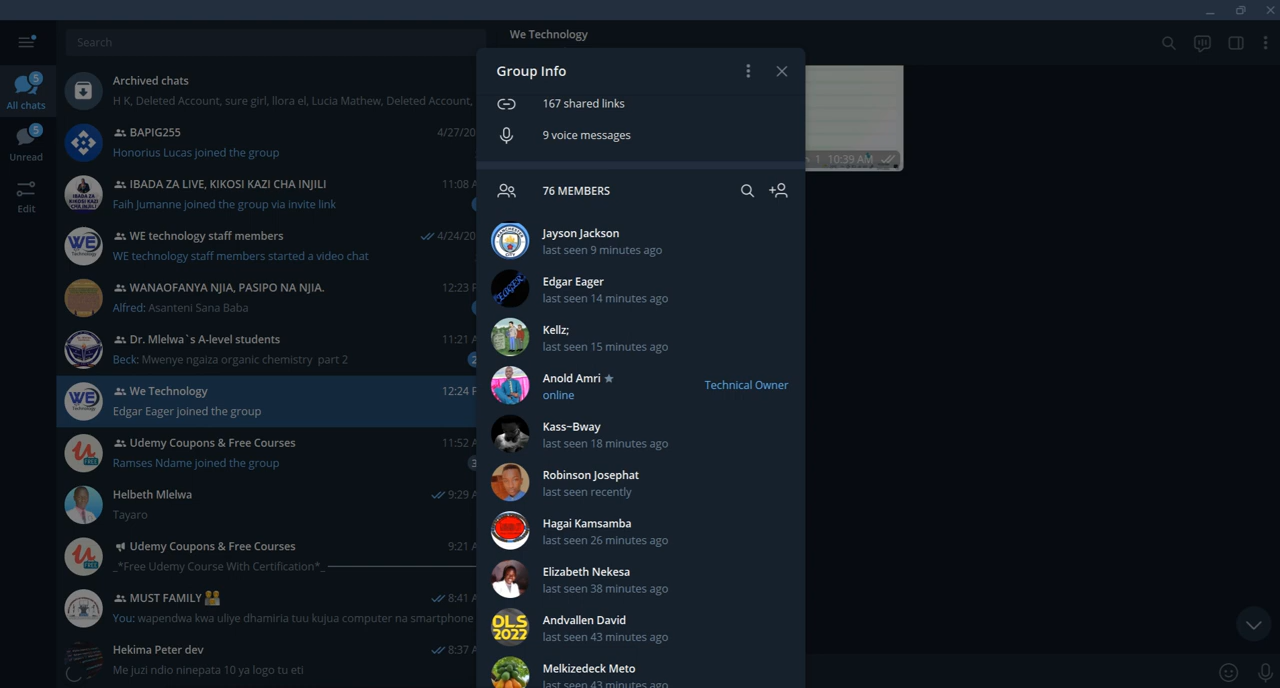 Search
We Technology
5
All chats
5
Unread
Edit
Archived chats
H K, Deleted Account, sure girl, llora el, Lucia Mathew, Deleted Account,
BAPIG255
4/27/20
Honorius Lucas joined the group
IBADA ZA LIVE, KIKOSI KAZI CHA INJILI
11:08 A
Faih Jumanne joined the group via invite link
WE technology staff members
4/24/20
WE technology staff members started a video chat
WANAOFANYA NJIA, PASIPO NA NJIA.
12:23 P
Alfred: Asanteni Sana Baba
Dr. Mlelwa`s A-level students
11:21 A
Beck: Mwenye ngaiza organic chemistry part 2
2
We Technology
12:24 P
Edgar Eager joined the group
Udemy Coupons & Free Courses
11:52 A
Ramses Ndame joined the group
3
Helbeth Mlelwa
9:29 A
Tayaro
Udemy Coupons & Free Courses
9:21 A
_*Free Udemy Course With Certification*_
MUST FAMILY
8:41 A
You: wapendwa kwa uliye dhamiria tuu kujua computer na smartphone
Hekima Peter dev
8:37 A
Me juzi ndio ninepata 10 ya logo tu eti
Group Info
167 shared links
9 voice messages
76 MEMBERS
Jayson Jackson
last seen 9 minutes ago
Edgar Eager
last seen 14 minutes ago
Kellz;
last seen 15 minutes ago
Anold Amri
online
Technical Owner
Kass~Bway
last seen 18 minutes ago
Robinson Josephat
last seen recently
Hagai Kamsamba
last seen 26 minutes ago
Elizabeth Nekesa
last seen 38 minutes ago
Andvallen David
last seen 43 minutes ago
OLS
2022
Melkizedeck Meto
last seen 43 minutes ago
1 10:39 AM